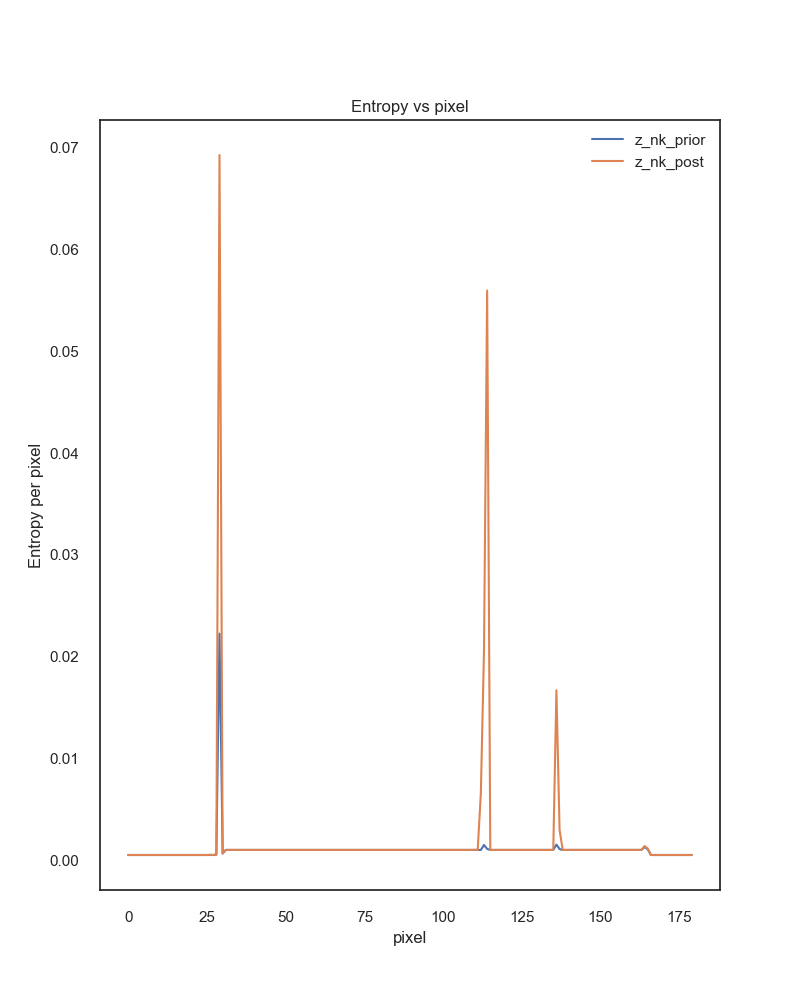 Entropy vs pixel
z_nk_prior
z_nk_post
0.07
0.06
0.05
0.04
0.03
0.02
0.01
0.00
Entropy per pixel
0 25 50 75 100 125 150 175
pixel